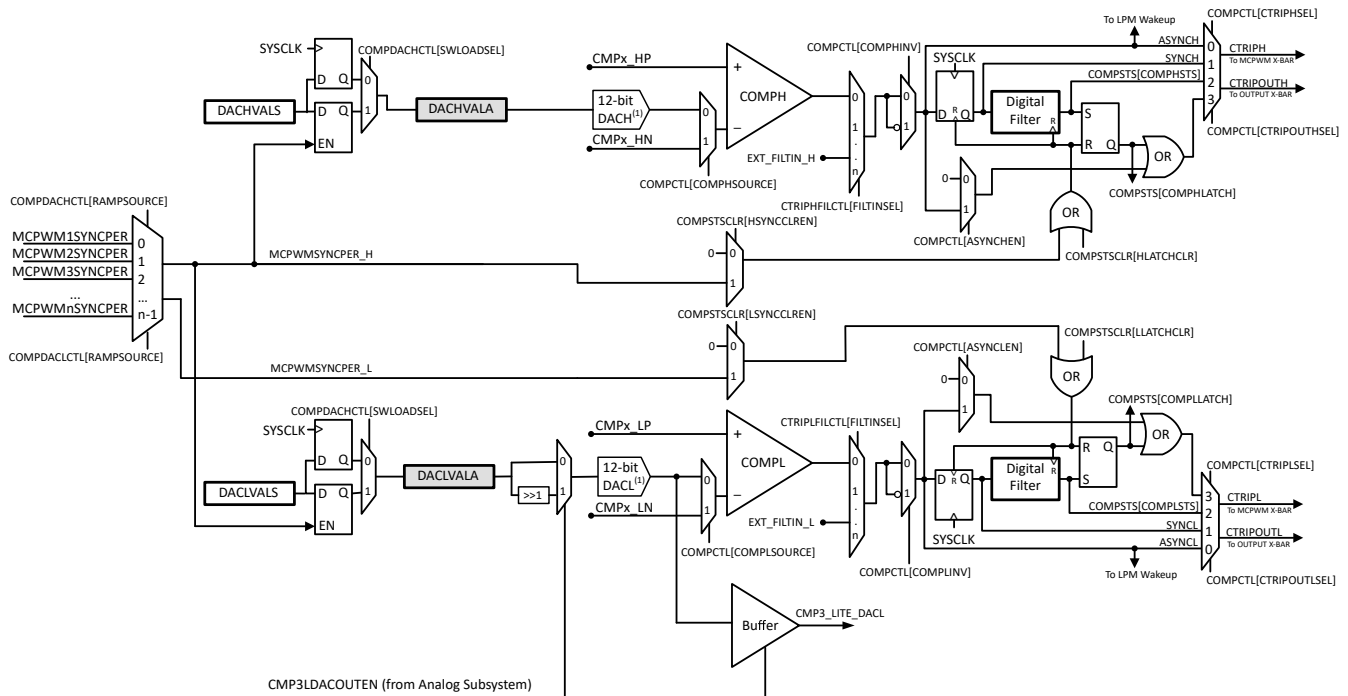 COMPCTL[CTRIPHSEL]
To LPM Wakeup
ASYNCH
0
CTRIPH
To MCPWM X-BAR
SYSCLK
COMPDACHCTL[SWLOADSEL]
CMPx_HP
COMPCTL[COMPHINV]
SYSCLK
SYNCH
1
D Q
0
+
COMPSTS[COMPHSTS]
2
CTRIPOUTH
To OUTPUT X-BAR
DACHVALS
D Q
1
DACHVALA
12-bit
DACH(1)
0
COMPH
0
0
D R Q
Digital
Filter
R
S
3
EN
CMPx_HN
1
–
1
.
.
n
1
R Q
OR
COMPCTL[CTRIPOUTHSEL]
EXT_FILTIN_H
COMPCTL[COMPHSOURCE]
0
0
COMPSTS[COMPHLATCH]
COMPDACHCTL[RAMPSOURCE]
CTRIPHFILCTL[FILTINSEL]
1
OR
COMPSTSCLR[HSYNCCLREN]
COMPCTL[ASYNCHEN]
MCPWM1SYNCPER
0
MCPWM2SYNCPER
1
MCPWMSYNCPER_H
0
0
COMPSTSCLR[HLATCHCLR]
MCPWM3SYNCPER
2
1
...
...
MCPWMnSYNCPER
n-1
COMPSTSCLR[LSYNCCLREN]
COMPSTSCLR[LLATCHCLR]
COMPDACLCTL[RAMPSOURCE]
0
0
COMPCTL[ASYNCLEN]
MCPWMSYNCPER_L
1
OR
0
0
COMPDACHCTL[SWLOADSEL]
1
COMPSTS[COMPLLATCH]
CTRIPLFILCTL[FILTINSEL]
SYSCLK
CMPx_LP
+
OR
D Q
0
0
12-bit
DACL(1)
0
COMPL
0
0
D R Q
Digital
Filter
R
R Q
S
COMPCTL[CTRIPLSEL]
DACLVALS
D Q
1
DACLVALA
>>1
1
1
–
1
.
.
n
1
3
CTRIPL
To MCPWM X-BAR
EN
CMPx_LN
EXT_FILTIN_L
SYSCLK
COMPSTS[COMPLSTS]
2
SYNCL
1
CTRIPOUTL
To OUTPUT X-BAR
COMPCTL[COMPLSOURCE]
ASYNCL
0
COMPCTL[COMPLINV]
To LPM Wakeup
COMPCTL[CTRIPOUTLSEL]
Buffer
CMP3_LITE_DACL
CMP3LDACOUTEN (from Analog Subsystem)